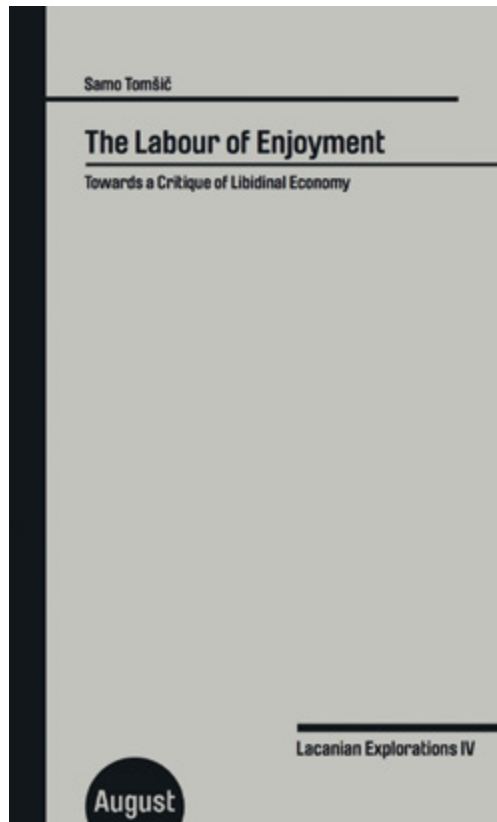 Samo Tomšič
The Labour of Enjoyment
Towards a Critique of Libidinal Economy
Lacanian Explorations IV
August